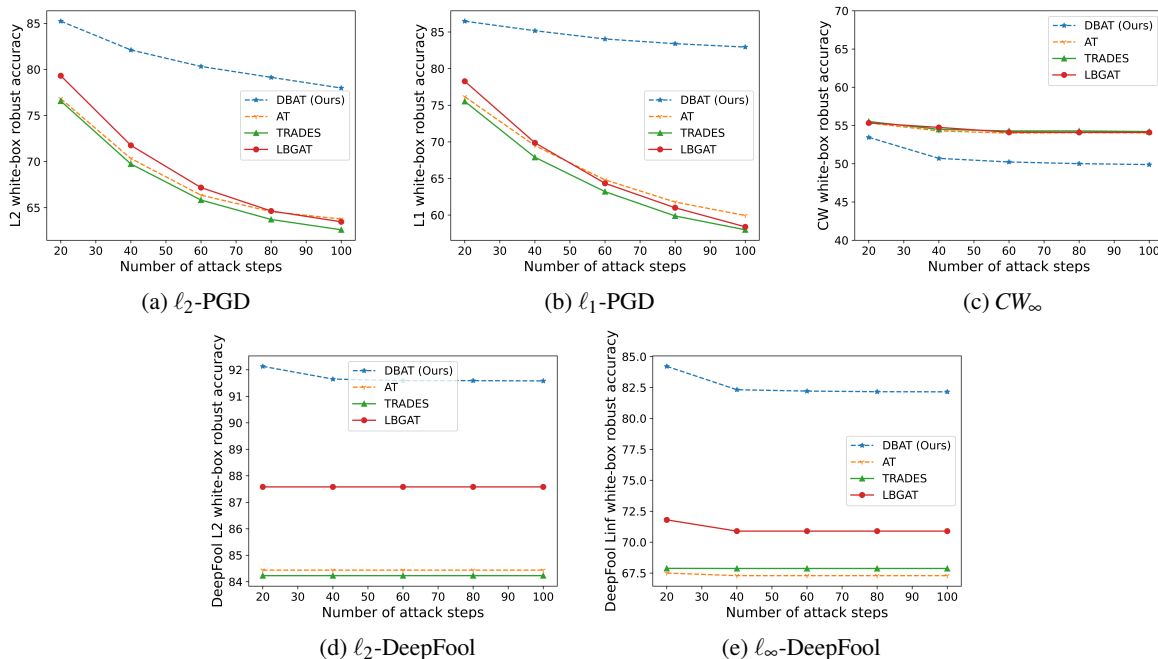 85
80
75
70
65
L2 white-box robust accuracy
DBAT (Ours)
AT
TRADES
LBGAT
20 30 40 50 60 70 80 90 100
Number of attack steps
(a) ℓ₂-PGD
85
80
75
70
65
60
L1 white-box robust accuracy
DBAT (Ours)
AT
TRADES
LBGAT
20 30 40 50 60 70 80 90 100
Number of attack steps
(b) ℓ₁-PGD
70
65
60
55
50
45
40
CW white-box robust accuracy
DBAT (Ours)
AT
TRADES
LBGAT
20 30 40 50 60 70 80 90 100
Number of attack steps
(c) CW∞
92
91
90
89
88
87
86
85
84
DeepFool L2 white-box robust accuracy
DBAT (Ours)
AT
TRADES
LBGAT
20 30 40 50 60 70 80 90 100
Number of attack steps
(d) ℓ₂-DeepFool
85.0
82.5
80.0
77.5
75.0
72.5
70.0
67.5
DeepFool Linf white-box robust accuracy
DBAT (Ours)
AT
TRADES
LBGAT
20 30 40 50 60 70 80 90 100
Number of attack steps
(e) ℓ∞-DeepFool